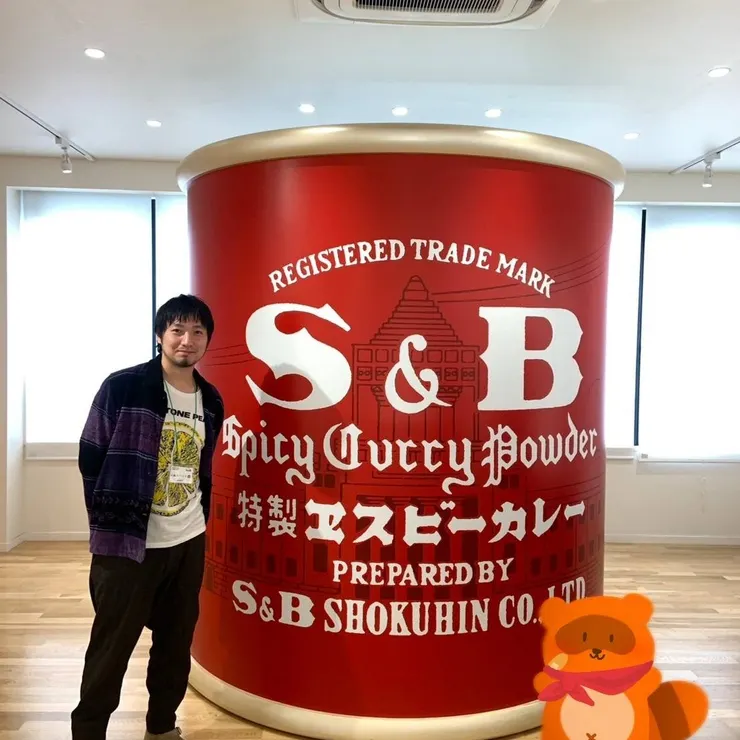 REGISTERED TRADE MARK
S & B
Spicy Curry Powder
特製 ヱスビーカレー
PREPARED BY
S&B SHOKUHIN CO.,LTD.